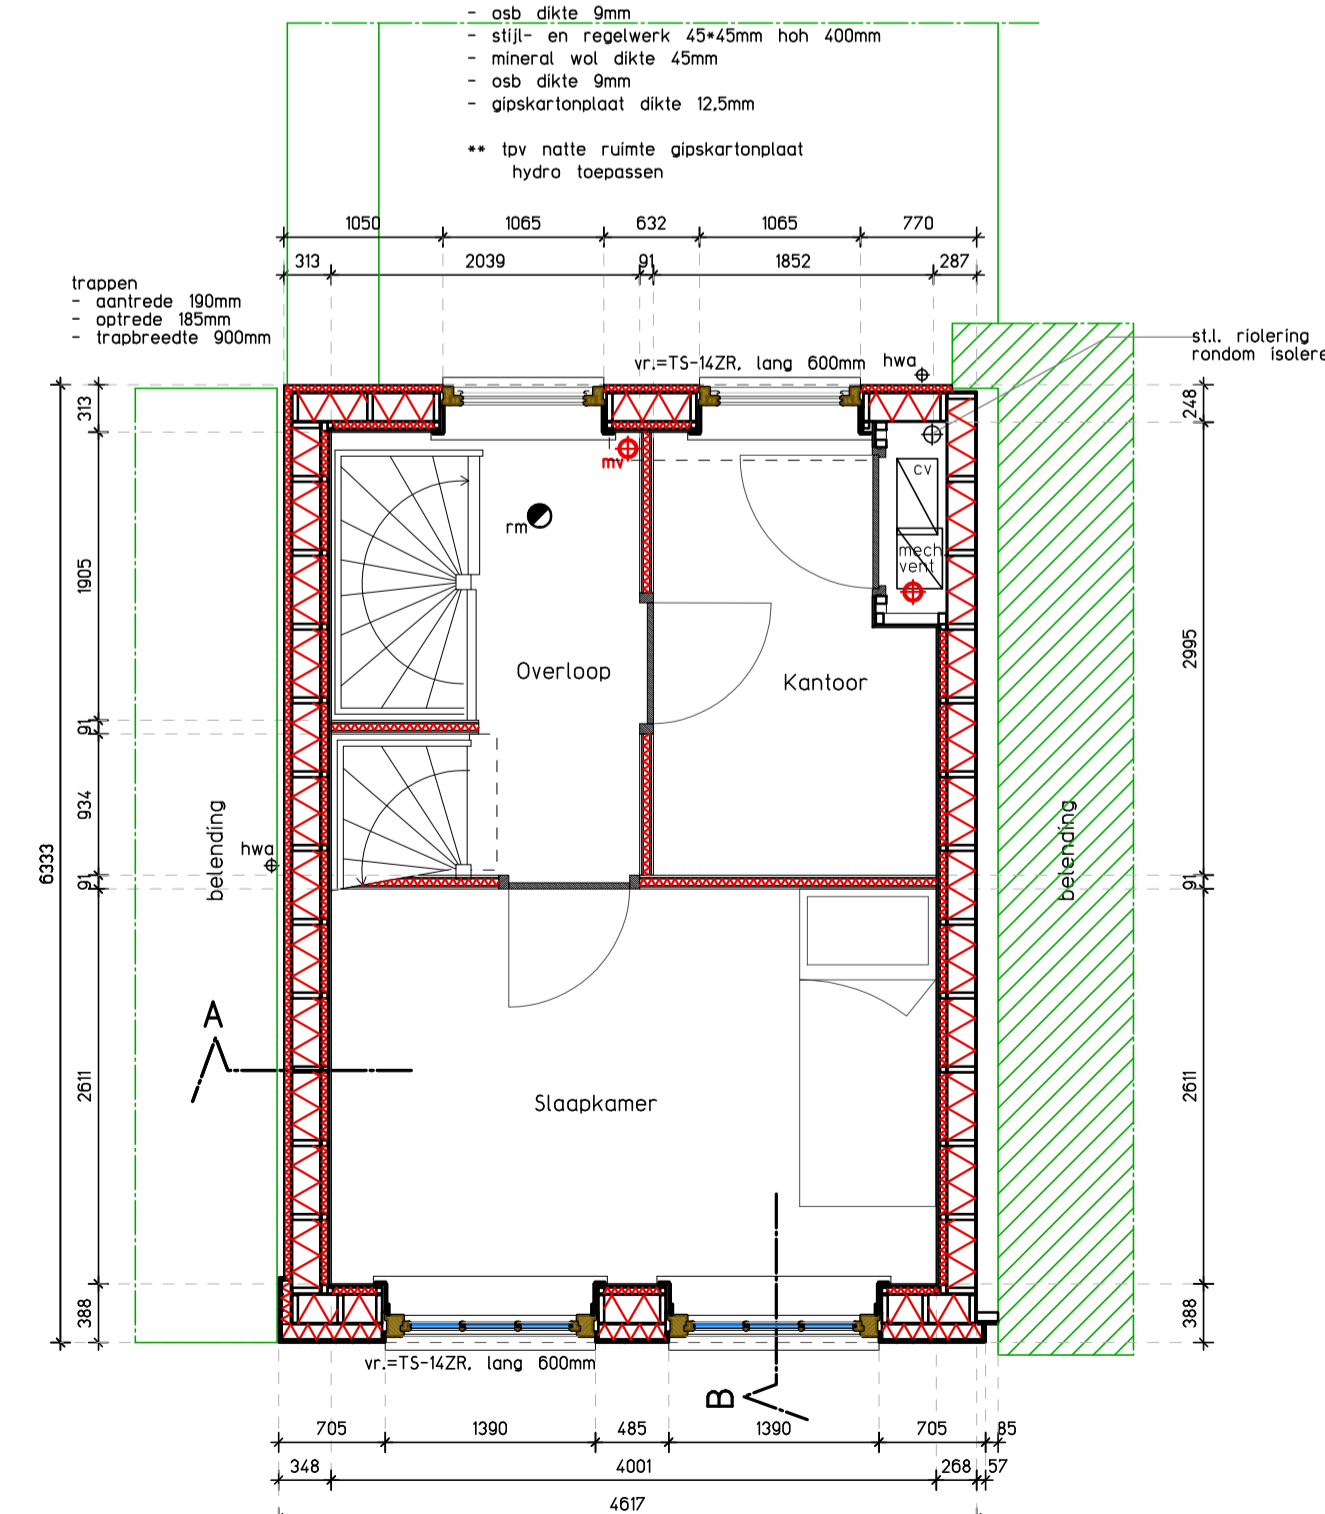 - osb dikte 9mm
- stijl- en regelwerk 45*45mm hoh 400mm
- mineral wol dikte 45mm
- osb dikte 9mm
- gipskartonplaat dikte 12,5mm
** tpv natte ruimte gipskartonplaat
hydro toepassen
1050 1065 632 1065 770
313 2039 91 1852 287
trappen
- aantrede 190mm
- optrede 185mm
- trapbreedte 900mm
st.l. riolering
rondom isolere
vr.=TS-14ZR, lang 600mm
hwa
313
248
mv
cv
rm
mech.
vent
1905
2995
Overloop
Kantoor
91
934
belending
belending
hwa
6333
91
91
A
2611
2611
Slaapkamer
388
388
vr.=TS-14ZR, lang 600mm
B
705 1390 485 1390 705 85
348 4001 268 57
4617